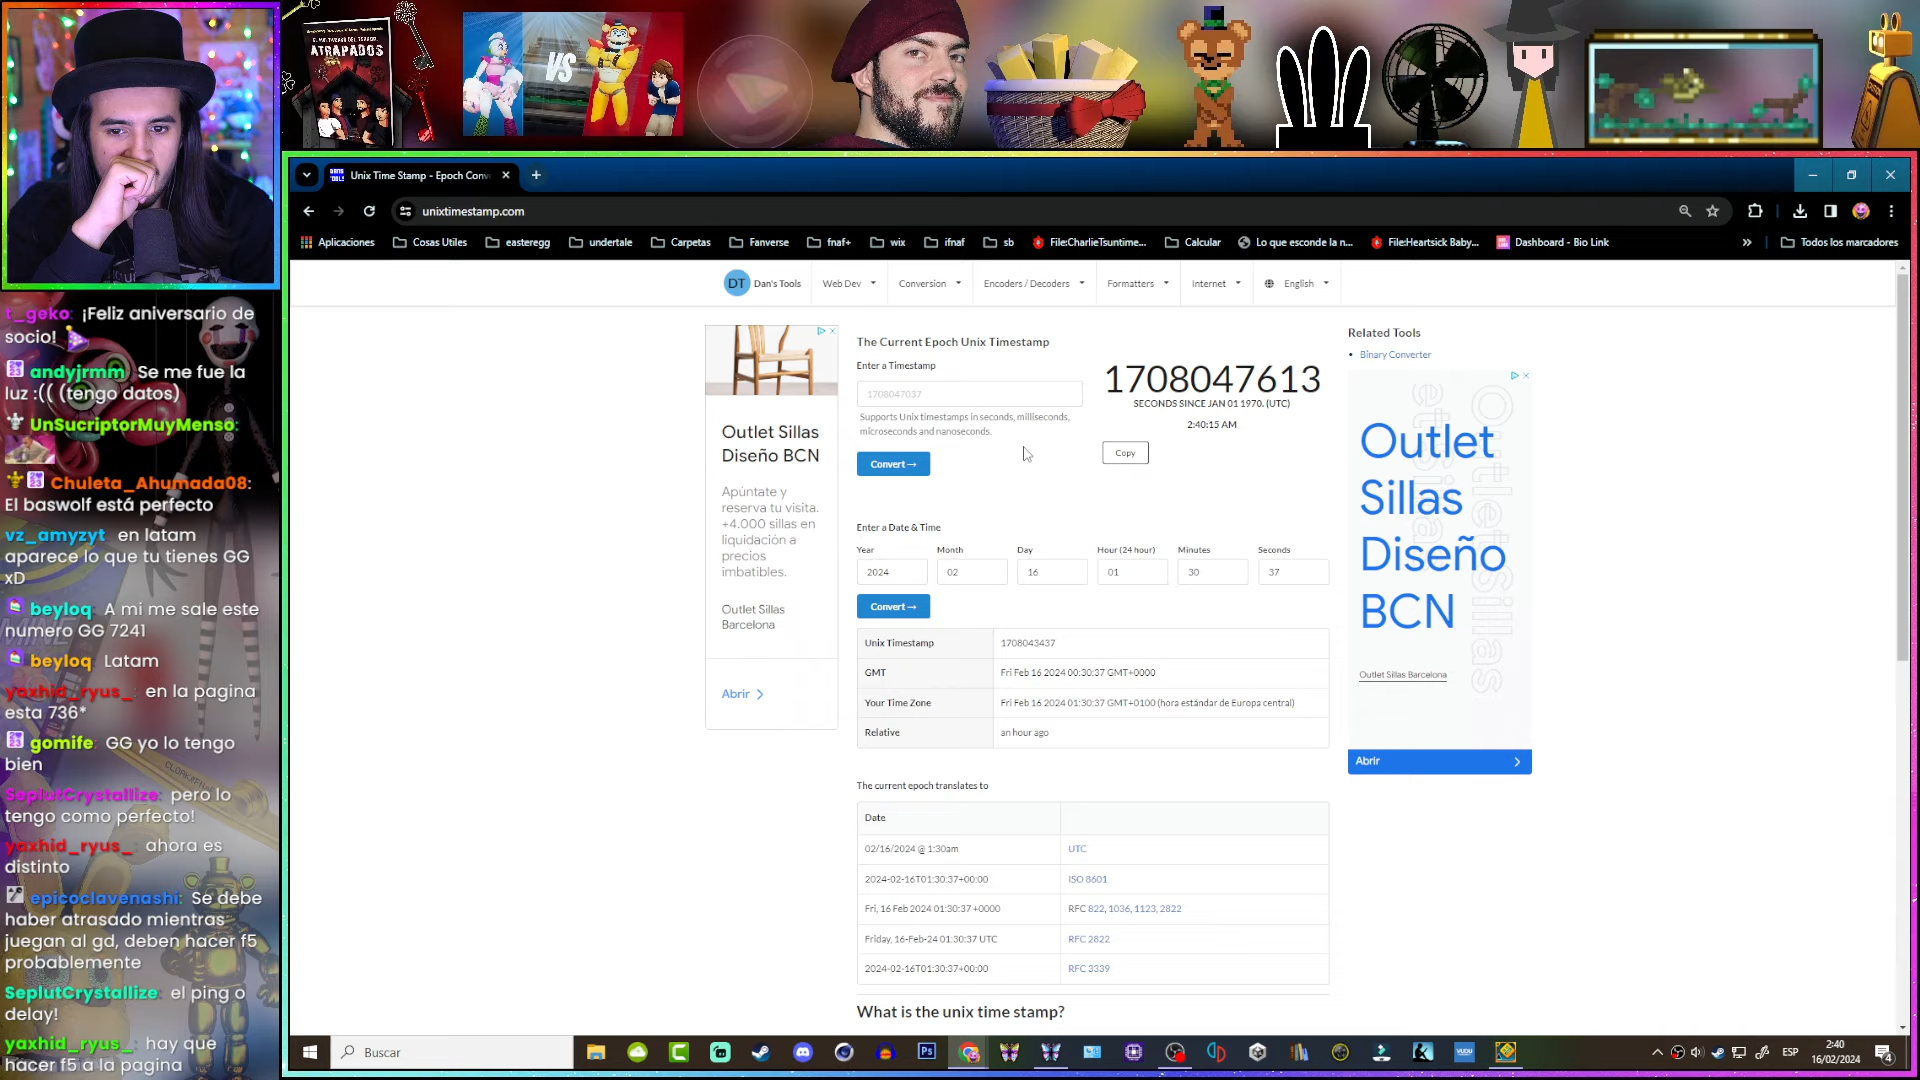 EL MULTIVERSO DEL TERROR
ATRAPADOS
VS
t_geko: ¡Feliz aniversario de
socio!
andyjrmm: Se me fue la
luz :(( (tengo datos)
UnSucriptorMuyMenso:
Chuleta_Ahumada08:
El baswolf está perfecto
vz_amyzyt: en latam
aparece lo que tu tienes GG
xD
beyloq: A mi me sale este
numero GG 7241
beyloq: Latam
yaxhid_ryus_: en la pagina
esta 736*
gomife: GG yo lo tengo
bien
SeplutCrystallize: pero lo
tengo como perfecto!
yaxhid_ryus_: ahora es
distinto
epicoclavenashi: Se debe
haber atrasado mientras
juegan al gd, deben hacer f5
probablemente
SeplutCrystallize: el ping o
delay!
yaxhid_ryus_: hay que
hacer f5 a la pagina
Unix Time Stamp - Epoch Conv
unixtimestamp.com
Aplicaciones
Cosas Utiles
easteregg
undertale
Carpetas
Fanverse
fnaf+
wix
ifnaf
sb
File:CharlieTsuntime...
Calcular
Lo que esconde la n...
File:Heartsick Baby...
Dashboard - Bio Link
»
Todos los marcadores
DT Dan's Tools
Web Dev
Conversion
Encoders / Decoders
Formatters
Internet
English
Outlet Sillas
Diseño BCN
Apúntate y
reserva tu visita.
+4.000 sillas en
liquidación a
precios
imbatibles.
Outlet Sillas
Barcelona
Abrir
The Current Epoch Unix Timestamp
Enter a Timestamp
1708047037
Supports Unix timestamps in seconds, milliseconds,
microseconds and nanoseconds.
Convert→
1708047613
SECONDS SINCE JAN 01 1970. (UTC)
2:40:15 AM
Copy
Enter a Date & Time
Year Month Day Hour (24 hour) Minutes Seconds
2024 02 16 01 30 37
Convert→
Unix Timestamp 1708043437
GMT Fri Feb 16 2024 00:30:37 GMT+0000
Your Time Zone Fri Feb 16 2024 01:30:37 GMT+0100 (hora estándar de Europa central)
Relative an hour ago
The current epoch translates to
Date
02/16/2024 @ 1:30am UTC
2024-02-16T01:30:37+00:00 ISO 8601
Fri, 16 Feb 2024 01:30:37 +0000 RFC 822, 1036, 1123, 2822
Friday, 16-Feb-24 01:30:37 UTC RFC 2822
2024-02-16T01:30:37+00:00 RFC 3339
What is the unix time stamp?
Related Tools
Binary Converter
Outlet
Sillas
Diseño
BCN
Outlet Sillas Barcelona
Abrir
Buscar
Ps
VUDU
ESP
2:40
16/02/2024
4